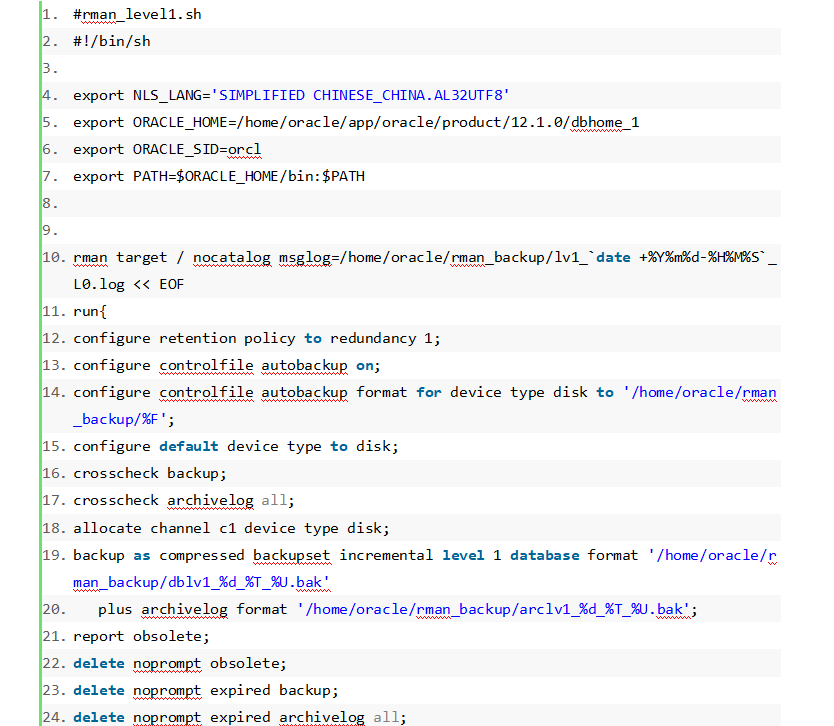 1. #rman_level1.sh
2. #!/bin/sh
3.
4. export NLS_LANG='SIMPLIFIED CHINESE_CHINA.AL32UTF8'
5. export ORACLE_HOME=/home/oracle/app/oracle/product/12.1.0/dbhome_1
6. export ORACLE_SID=orcl
7. export PATH=$ORACLE_HOME/bin:$PATH
8.
9.
10. rman target / nocatalog msglog=/home/oracle/rman_backup/lv1_`date +%Y%m%d-%H%M%S`_
L0.log << EOF
11. run{
12. configure retention policy to redundancy 1;
13. configure controlfile autobackup on;
14. configure controlfile autobackup format for device type disk to '/home/oracle/rman
_backup/%F';
15. configure default device type to disk;
16. crosscheck backup;
17. crosscheck archivelog all;
18. allocate channel c1 device type disk;
19. backup as compressed backupset incremental level 1 database format '/home/oracle/r
man_backup/dblv1_%d_%T_%U.bak'
20. plus archivelog format '/home/oracle/rman_backup/arclv1_%d_%T_%U.bak';
21. report obsolete;
22. delete noprompt obsolete;
23. delete noprompt expired backup;
24. delete noprompt expired archivelog all;